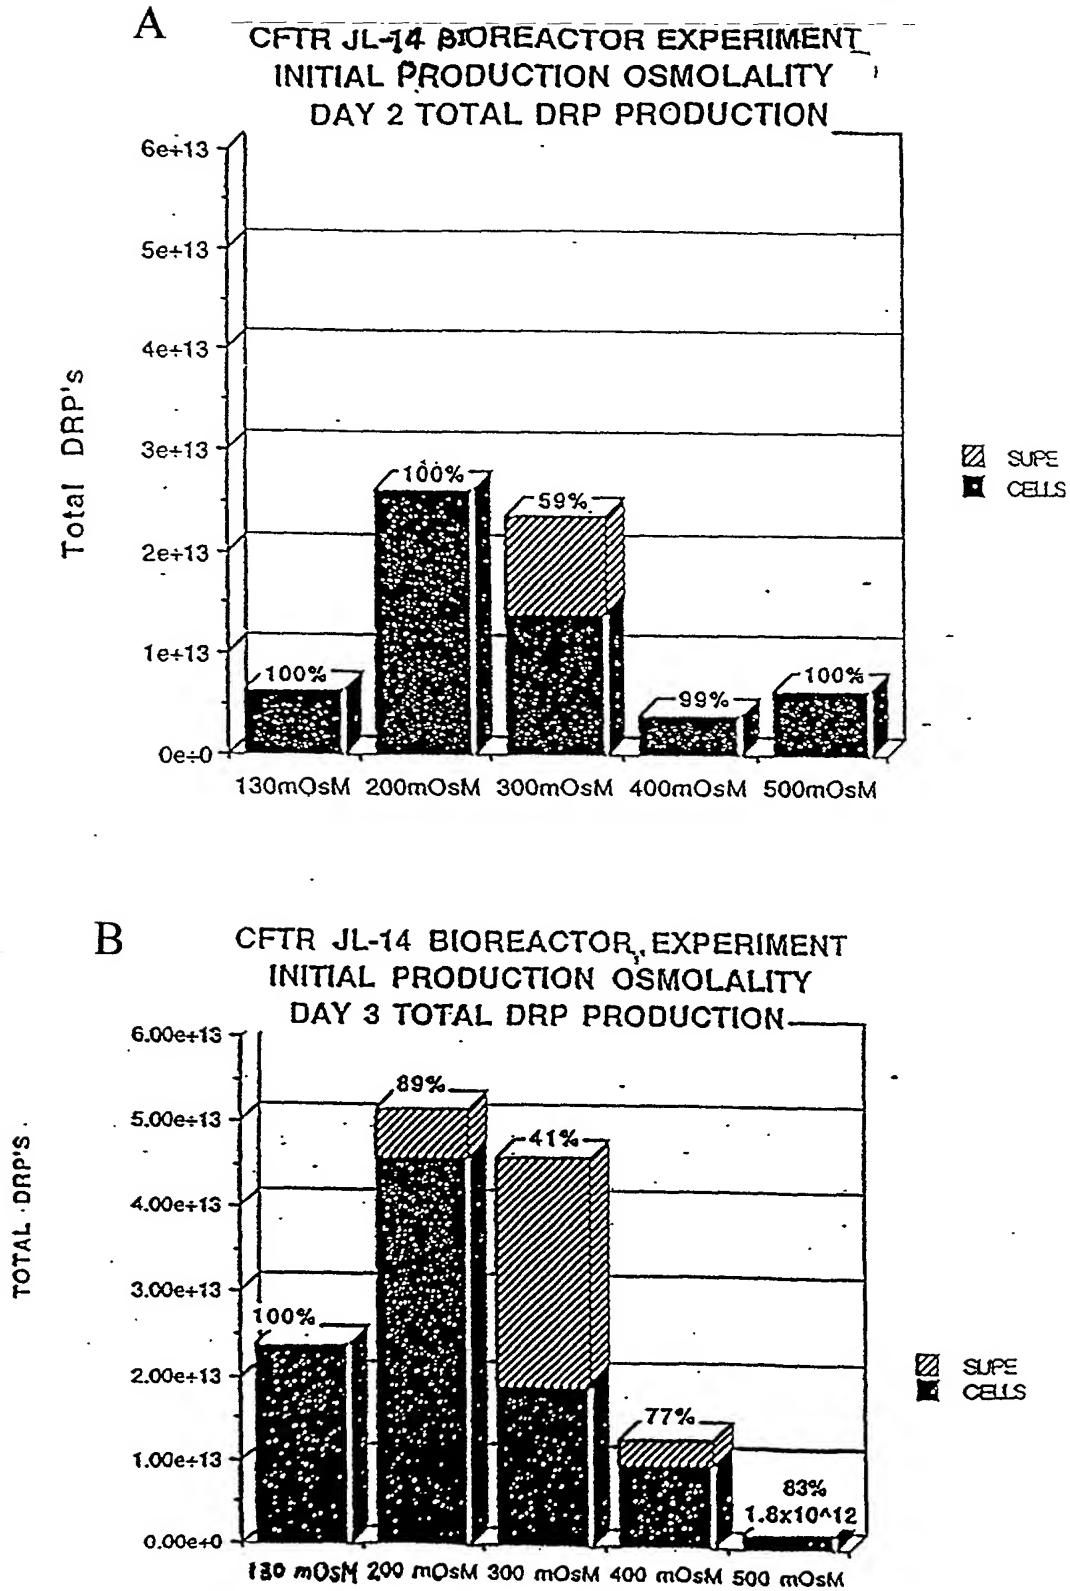 A
CFTR JL-14 BIOREACTOR EXPERIMENT
INITIAL PRODUCTION OSMOLALITY
DAY 2 TOTAL DRP PRODUCTION
6e+13
5e+13
4e+13
3e+13
2e+13
1e+13
0e+0
Total DRP's
100%
100%
59%
99%
100%
130mOsM 200mOsM 300mOsM 400mOsM 500mOsM
SUPE
CELLS
B
CFTR JL-14 BIOREACTOR EXPERIMENT
INITIAL PRODUCTION OSMOLALITY
DAY 3 TOTAL DRP PRODUCTION
6.00e+13
5.00e+13
4.00e+13
3.00e+13
2.00e+13
1.00e+13
0.00e+0
TOTAL DRP'S
100%
89%
41%
77%
83%
1.8x10^12
130 mOsM 200 mOsM 300 mOsM 400 mOsM 500 mOsM
SUPE
CELLS